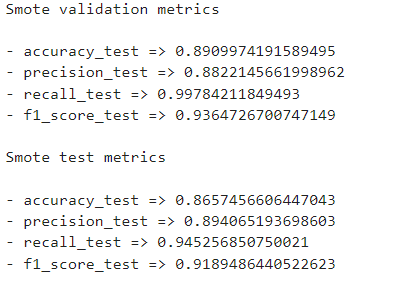 Smote validation metrics
- accuracy_test => 0.8909974191589495
- precision_test => 0.8822145661998962
- recall_test => 0.99784211849493
- f1_score_test => 0.9364726700747149
Smote test metrics
- accuracy_test => 0.8657456606447043
- precision_test => 0.894065193698603
- recall_test => 0.945256850750021
- f1_score_test => 0.9189486440522623